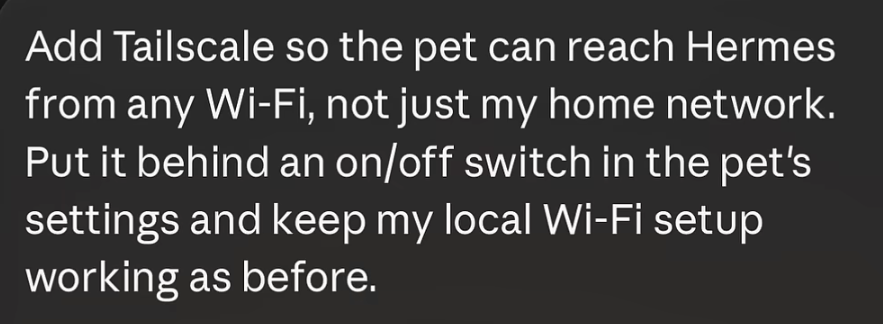 Add Tailscale so the pet can reach Hermes
from any Wi-Fi, not just my home network.
Put it behind an on/off switch in the pet's
settings and keep my local Wi-Fi setup
working as before.